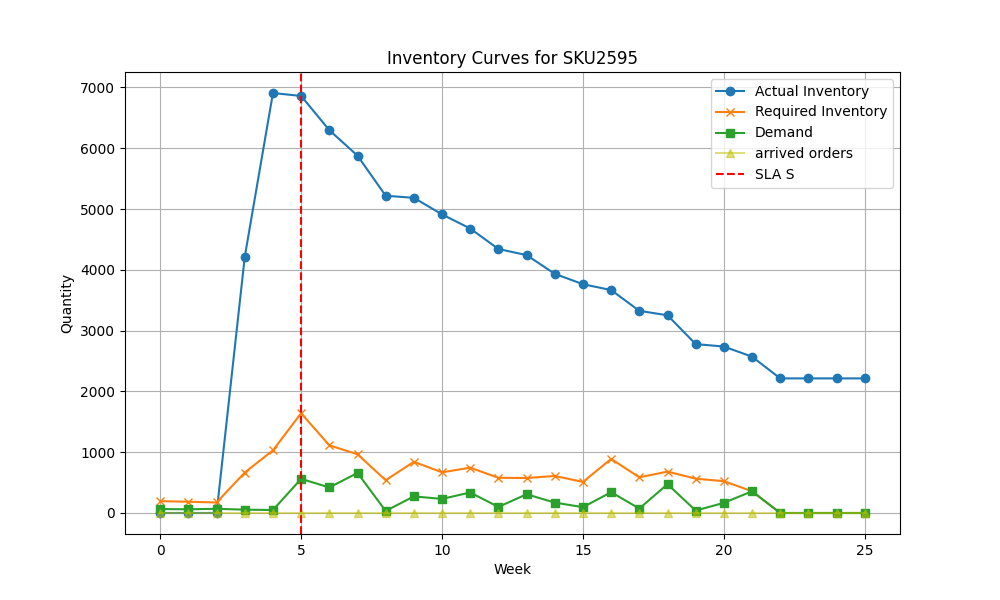 Inventory Curves for SKU2595
7000
6000
5000
4000
3000
2000
1000
0
Quantity
Actual Inventory
Required Inventory
Demand
arrived orders
SLA S
0 5 10 15 20 25
Week